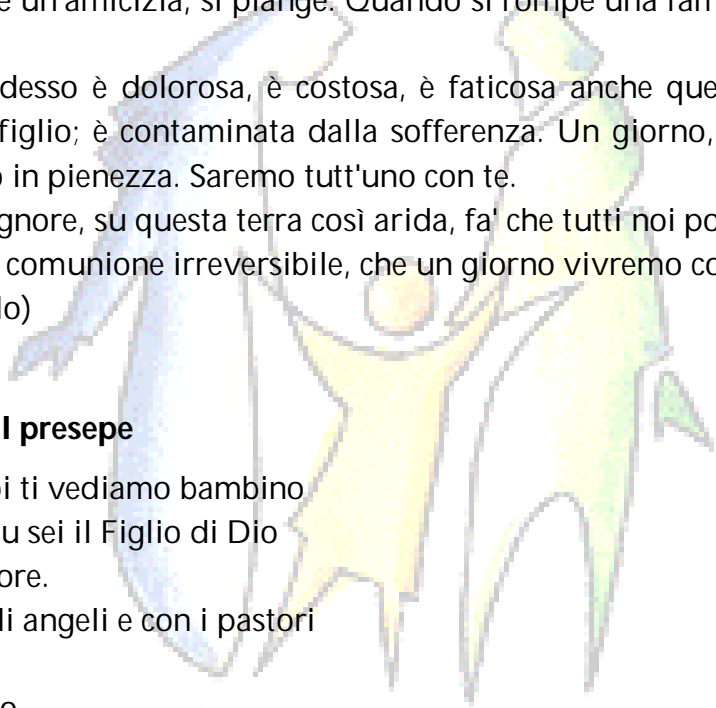 e un'amicizia, si piange. Quando si rompe una fam
desso è dolorosa, è costosa, è faticosa anche que
figlio; è contaminata dalla sofferenza. Un giorno,
o in pienezza. Saremo tutt'uno con te.
gnore, su questa terra così arida, fa' che tutti noi po
comunione irreversibile, che un giorno vivremo co
lo)
l presepe
oi ti vediamo bambino
u sei il Figlio di Dio
ore.
li angeli e con i pastori